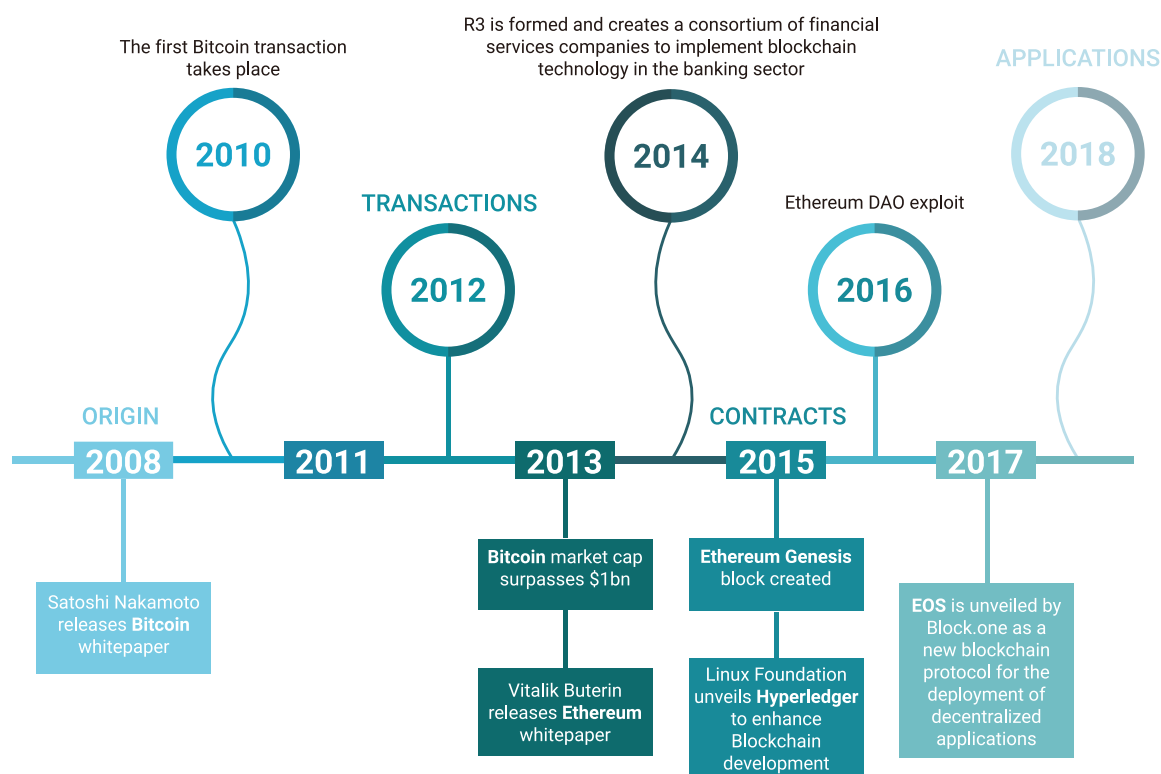 The first Bitcoin transaction
takes place
2010
R3 is formed and creates a consortium of financial
services companies to implement blockchain
technology in the banking sector
2014
APPLICATIONS
2018
TRANSACTIONS
2012
Ethereum DAO exploit
2016
ORIGIN
2008
2011
2013
CONTRACTS
2015
2017
Satoshi Nakamoto
releases Bitcoin
whitepaper
Bitcoin market cap
surpasses $1bn
Vitalik Buterin
releases Ethereum
whitepaper
Ethereum Genesis
block created
Linux Foundation
unveils Hyperledger
to enhance
Blockchain
development
EOS is unveiled by
Block.one as a
new blockchain
protocol for the
deployment of
decentralized
applications